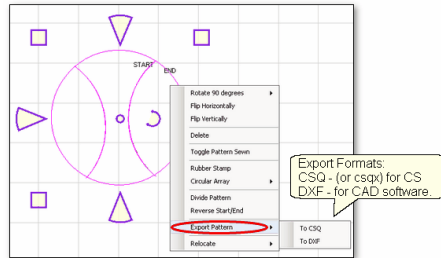 START
END
Rotate 90 degrees
Flip Horizontally
Flip Vertically
Delete
Toggle Pattern Sewn
Rubber Stamp
Circular Array
Divide Pattern
Reverse Start/End
Export Pattern
Relocate
To CSQ
To DXF
Export Formats:
CSQ - (or csqx) for CS
DXF - for CAD software.